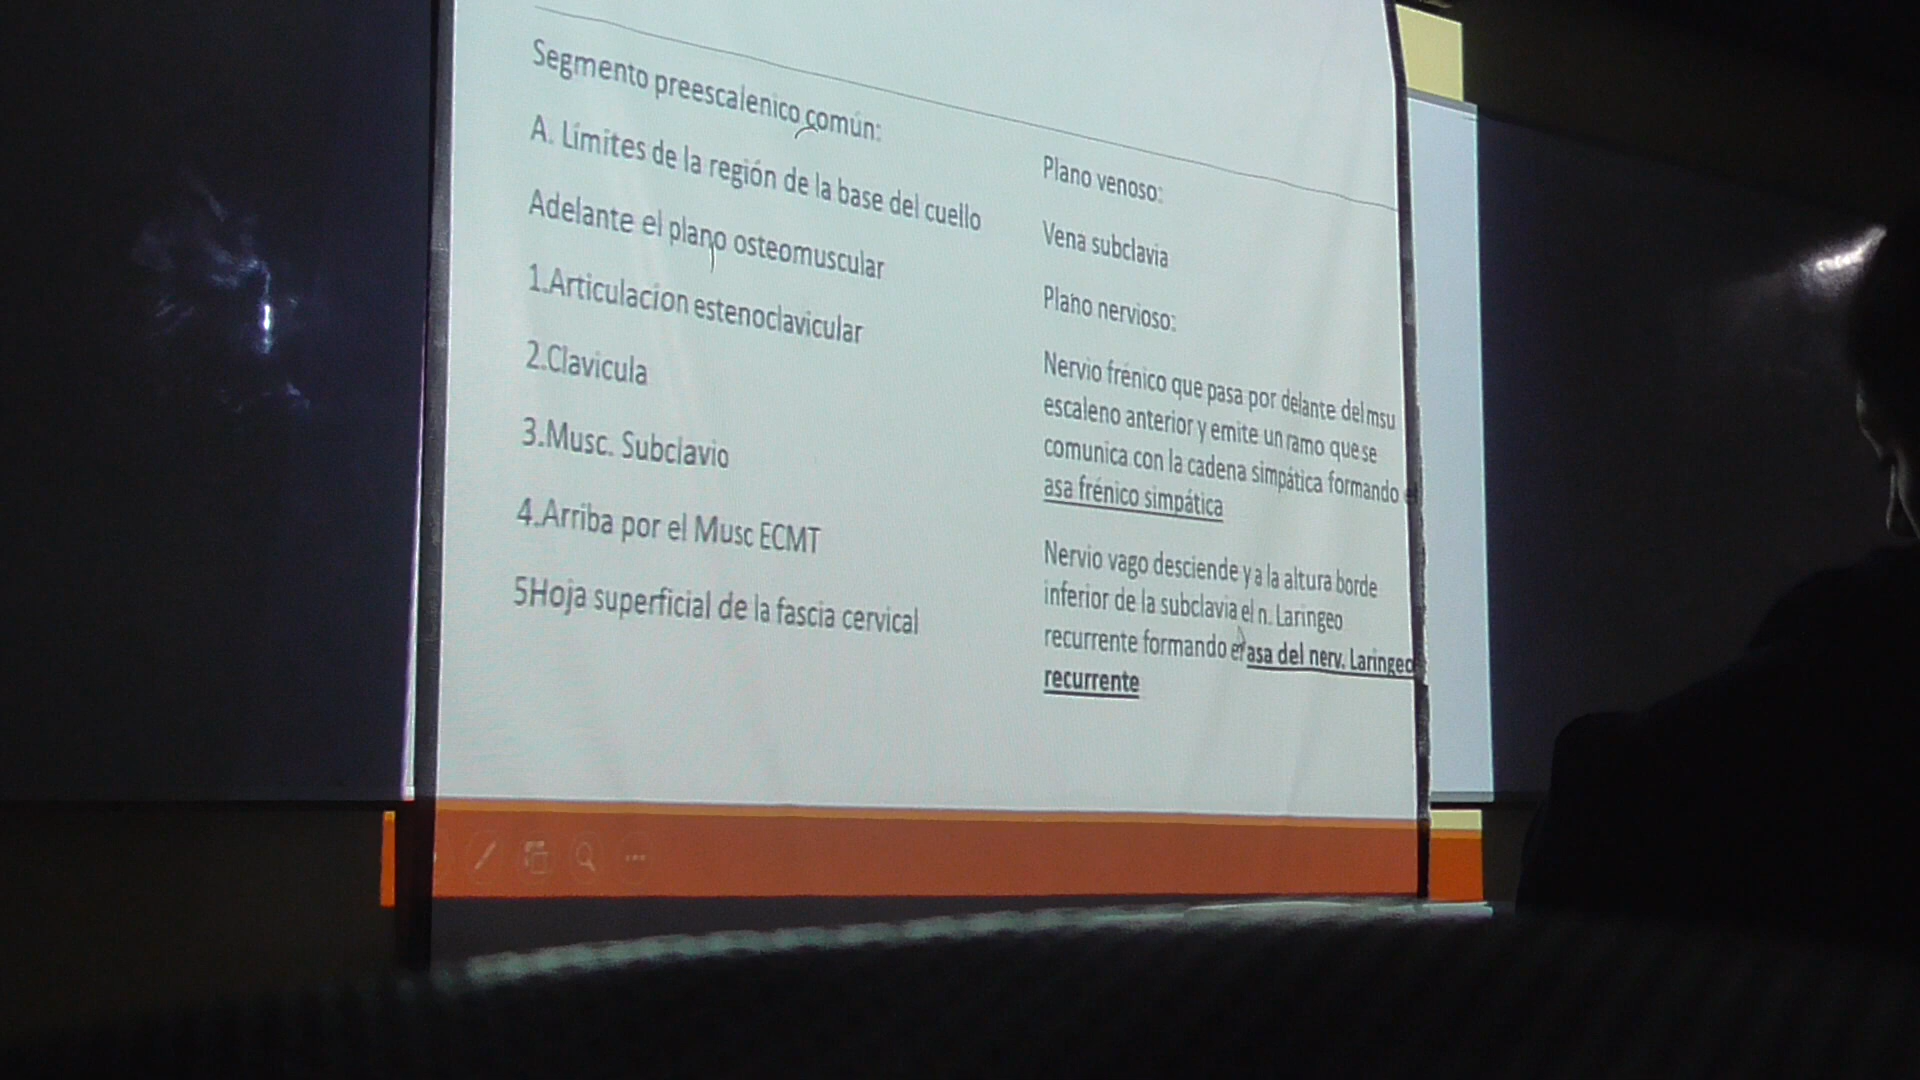 Segmento preescalenico común:
A. Límites de la región de la base del cuello
Adelante el plano osteomuscular
1.Articulacion estenoclavicular
2.Clavicula
3.Musc. Subclavio
4.Arriba por el Musc ECMT
5Hoja superficial de la fascia cervical
Plano venoso:
Vena subclavia
Plano nervioso:
Nervio frénico que pasa por delante del msu
escaleno anterior y emite un ramo que se
comunica con la cadena simpática formando
asa frénico simpática
Nervio vago desciende y a la altura borde
inferior de la subclavia el n. Laringeo
recurrente formando el asa del nerv. Laringeo
recurrente